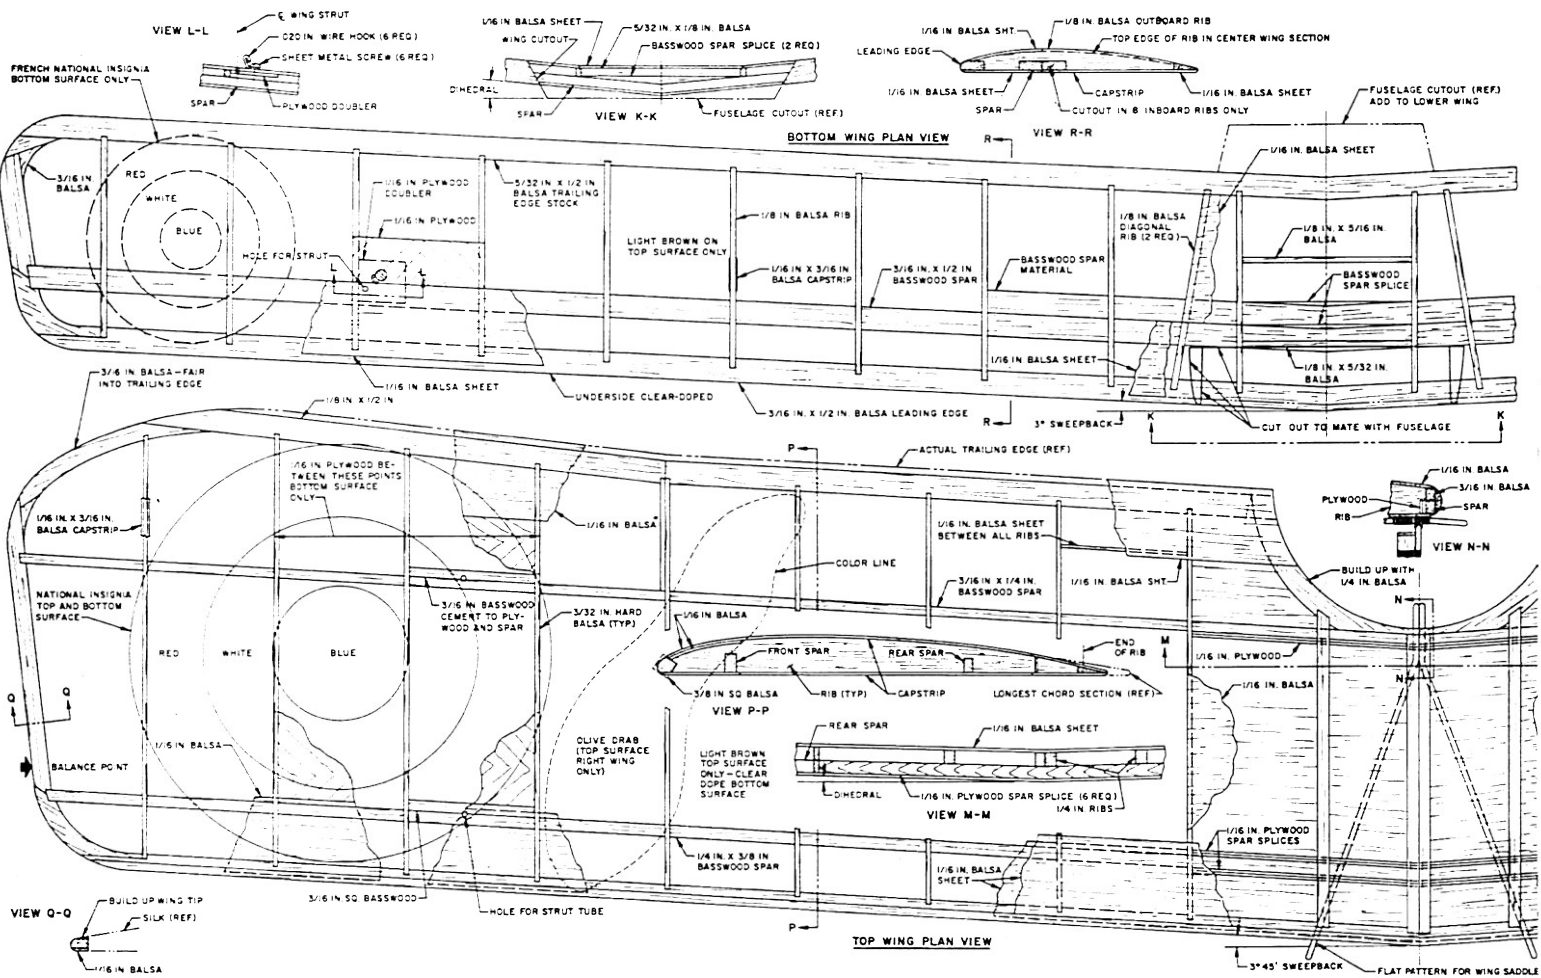 VIEW L-L
℄ WING STRUT
.020 IN. WIRE HOOK (6 REQ)
SHEET METAL SCREW (6 REQ)
FRENCH NATIONAL INSIGNIA
BOTTOM SURFACE ONLY
SPAR
PLYWOOD DOUBLER
1/16 IN BALSA SHEET
WING CUTOUT
5/32 IN. X 1/8 IN. BALSA
BASSWOOD SPAR SPLICE (2 REQ)
DIHEDRAL
SPAR
VIEW K-K
FUSELAGE CUTOUT (REF.)
1/8 IN. BALSA OUTBOARD RIB
1/16 IN. BALSA SHT.
TOP EDGE OF RIB IN CENTER WING SECTION
LEADING EDGE
1/16 IN. BALSA SHEET
CAPSTRIP
1/16 IN. BALSA SHEET
SPAR
CUTOUT IN 8 INBOARD RIBS ONLY
VIEW R-R
FUSELAGE CUTOUT (REF.)
ADD TO LOWER WING
BOTTOM WING PLAN VIEW
R
1/16 IN. BALSA SHEET
3/16 IN.
BALSA
RED
WHITE
BLUE
HOLE FOR STRUT
L
L
1/16 IN PLYWOOD
DOUBLER
1/16 IN PLYWOOD
5/32 IN X 1/2 IN
BALSA TRAILING
EDGE STOCK
LIGHT BROWN ON
TOP SURFACE ONLY
1/8 IN BALSA RIB
1/16 IN X 3/16 IN
BALSA CAPSTRIP
3/16 IN. X 1/2 IN
BASSWOOD SPAR
BASSWOOD SPAR
MATERIAL
1/8 IN BALSA
DIAGONAL
RIB (2 REQ)
1/8 IN. X 5/16 IN.
BALSA
BASSWOOD
SPAR SPLICE
1/16 IN BALSA SHEET
1/8 IN X 5/32 IN.
BALSA
3/16 IN BALSA-FAIR
INTO TRAILING EDGE
1/16 IN BALSA SHEET
UNDERSIDE CLEAR-DOPED
3/16 IN. X 1/2 IN. BALSA LEADING EDGE
R
3° SWEEPBACK
K
CUT OUT TO MATE WITH FUSELAGE
K
1/8 IN X 1/2 IN
P
ACTUAL TRAILING EDGE (REF)
1/16 IN PLYWOOD BE-
TWEEN THESE POINTS
BOTTOM SURFACE
ONLY
1/16 IN. X 3/16 IN.
BALSA CAPSTRIP
1/16 IN BALSA
COLOR LINE
1/16 IN. BALSA SHEET
BETWEEN ALL RIBS
1/16 IN. BALSA SHT.
3/16 IN X 1/4 IN.
BASSWOOD SPAR
1/16 IN BALSA
PLYWOOD
3/16 IN. BALSA
RIB
SPAR
VIEW N-N
BUILD UP WITH
1/4 IN. BALSA
N
N
NATIONAL INSIGNIA
TOP AND BOTTOM
SURFACE
RED
WHITE
BLUE
3/16 IN BASSWOOD
CEMENT TO PLY-
WOOD AND SPAR
3/32 IN. HARD
BALSA (TYP)
1/16 IN BALSA
FRONT SPAR
REAR SPAR
END
OF RIB
M
1/16 IN. PLYWOOD
3/8 IN SQ BALSA
RIB (TYP)
CAPSTRIP
LONGEST CHORD SECTION (REF)
VIEW P-P
1/16 IN. BALSA
Q
Q
1/16 IN BALSA
BALANCE POINT
OLIVE DRAB
(TOP SURFACE
RIGHT WING
ONLY)
LIGHT BROWN
TOP SURFACE
ONLY-CLEAR
DOPE BOTTOM
SURFACE
REAR SPAR
1/16 IN BALSA SHEET
DIHEDRAL
1/16 IN. PLYWOOD SPAR SPLICE (6 REQ)
1/4 IN. RIBS
VIEW M-M
1/4 IN. X 3/8 IN
BASSWOOD SPAR
1/16 IN. PLYWOOD
SPAR SPLICES
1/16 IN. BALSA
SHEET
3/16 IN. SQ. BASSWOOD
HOLE FOR STRUT TUBE
VIEW Q-Q
BUILD UP WING TIP
SILK (REF)
1/16 IN BALSA
P
TOP WING PLAN VIEW
3°45' SWEEPBACK
FLAT PATTERN FOR WING SADDLE